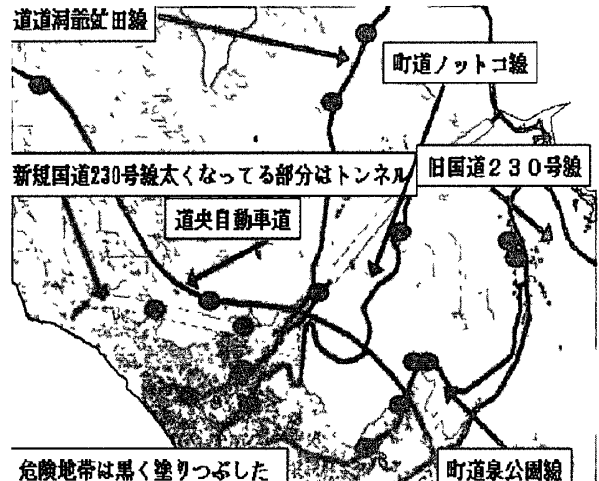 道道洞爺虻田線
町道ノットコ線
新規国道230号線太くなってる部分はトンネル
旧国道２３０号線
道央自動車道
危険地帯は黒く塗りつぶした
町道泉公園線